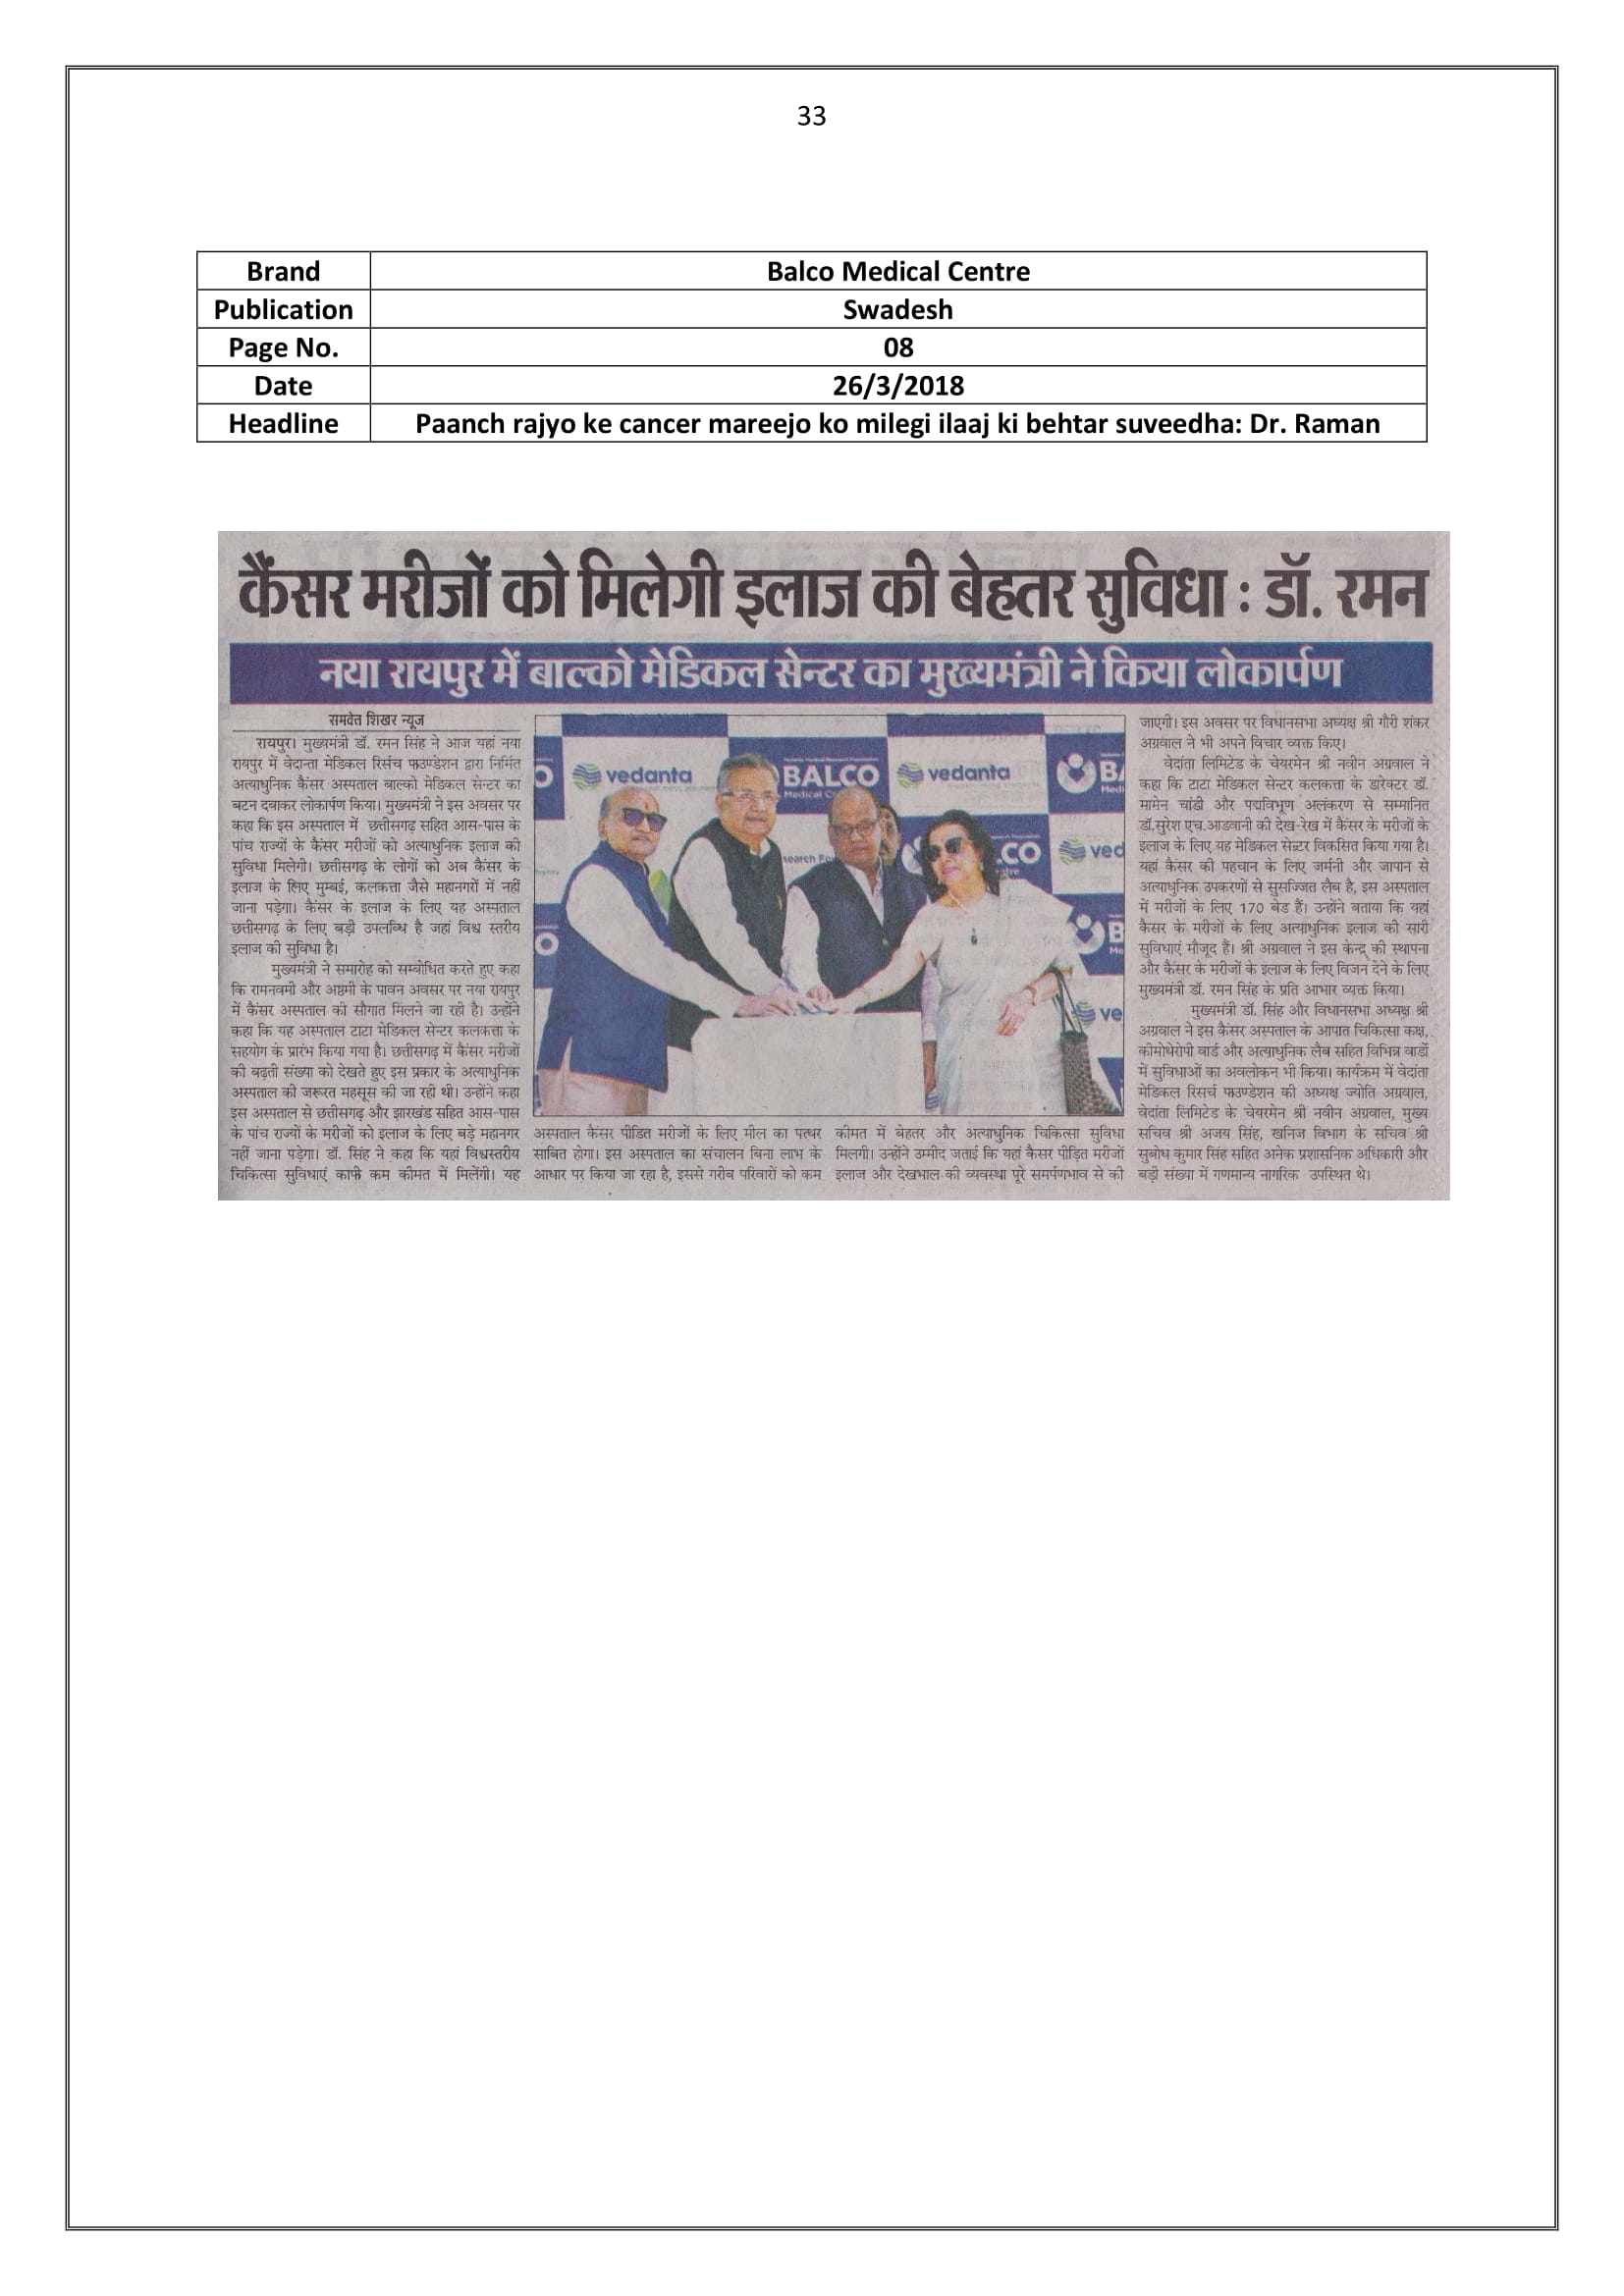 33
Brand Balco Medical Centre
Publication Swadesh
Page No. 08
Date 26/3/2018
Headline Paanch rajyo ke cancer mareejo ko milegi ilaaj ki behtar suveedha: Dr. Raman
कैंसर मरीजों को मिलेगी इलाज की बेहतर सुविधा : डॉ. रमन
नया रायपुर में बाल्को मेडिकल सेन्टर का मुख्यमंत्री ने किया लोकार्पण
समवेत शिखर न्यूज
रायपुर। मुख्यमंत्री डॉ. रमन सिंह ने आज यहां नया
रायपुर में वेदान्ता मेडिकल रिर्सच फाउण्डेशन द्वारा निर्मित
अत्याधुनिक कैंसर अस्पताल बाल्को मेडिकल सेन्टर का
बटन दबाकर लोकार्पण किया। मुख्यमंत्री ने इस अवसर पर
कहा कि इस अस्पताल में छत्तीसगढ़ सहित आस-पास के
पांच राज्यों के कैंसर मरीजों को अत्याधुनिक इलाज की
सुविधा मिलेगी। छत्तीसगढ़ के लोगों को अब कैंसर के
इलाज के लिए मुम्बई, कलकत्ता जैसे महानगरों में नहीं
जाना पड़ेगा। कैंसर के इलाज के लिए यह अस्पताल
छत्तीसगढ़ के लिए बड़ी उपलब्धि है जहां विश्व स्तरीय
इलाज की सुविधा है।
मुख्यमंत्री ने समारोह को सम्बोधित करते हुए कहा
कि रामनवमी और अष्टमी के पावन अवसर पर नया रायपुर
में कैंसर अस्पताल की सौगात मिलने जा रही है। उन्होंने
कहा कि यह अस्पताल टाटा मेडिकल सेन्टर कलकत्ता के
सहयोग के प्रारंभ किया गया है। छत्तीसगढ़ में कैंसर मरीजों
की बढ़ती संख्या को देखते हुए इस प्रकार के अत्याधुनिक
अस्पताल की जरूरत महसूस की जा रही थी। उन्होंने कहा
इस अस्पताल से छत्तीसगढ़ और झारखंड सहित आस-पास
के पांच राज्यों के मरीजों को इलाज के लिए बड़े महानगर
नहीं जाना पड़ेगा। डॉ. सिंह ने कहा कि यहां विश्वस्तरीय
चिकित्सा सुविधाएं काफी कम कीमत में मिलेंगी। यह
vedanta
BALCO
Medical
vedanta
अस्पताल कैंसर पीडित मरीजों के लिए मील का पत्थर
साबित होगा। इस अस्पताल का संचालन बिना लाभ के
आधार पर किया जा रहा है, इससे गरीब परिवारों को कम
कीमत में बेहतर और अत्याधुनिक चिकित्सा सुविधा
मिलगी। उन्होंने उम्मीद जताई कि यहां कैंसर पीड़ित मरीजों
इलाज और देखभाल की व्यवस्था पूरे समर्पणभाव से की
जाएगी। इस अवसर पर विधानसभा अध्यक्ष श्री गौरी शंकर
अग्रवाल ने भी अपने विचार व्यक्त किए।
वेदांता लिमिटेड के चेयरमेन श्री नवीन अग्रवाल ने
कहा कि टाटा मेडिकल सेन्टर कलकत्ता के डारेक्टर डॉ.
मामेन चांडी और पद्मविभूण अलंकरण से सम्मानित
डॉ.सुरेश एच.आडवानी की देख-रेख में कैंसर के मरीजों के
इलाज के लिए यह मेडिकल सेन्टर विकसित किया गया है।
यहां कैंसर की पहचान के लिए जर्मनी और जापान से
अत्याधुनिक उपकरणों से सुसज्जित लैब है, इस अस्पताल
में मरीजों के लिए 170 बेड हैं। उन्होंने बताया कि यहां
कैंसर के मरीजों के लिए अत्याधुनिक इलाज की सारी
सुविधाएं मौजूद हैं। श्री अग्रवाल ने इस केन्द्र की स्थापना
और कैंसर के मरीजों के इलाज के लिए विजन देने के लिए
मुख्यमंत्री डॉ. रमन सिंह के प्रति आभार व्यक्त किया।
मुख्यमंत्री डॉ. सिंह और विधानसभा अध्यक्ष श्री
अग्रवाल ने इस कैंसर अस्पताल के आपात चिकित्सा कक्ष,
कीमोथेरोपी वार्ड और अत्याधुनिक लैब सहित विभिन्न वार्डो
में सुविधाओं का अवलोकन भी किया। कार्यक्रम में वेदांता
मेडिकल रिसर्च फाउण्डेशन की अध्यक्ष ज्योति अग्रवाल,
वेदांता लिमिटेड के चेयरमेन श्री नवीन अग्रवाल, मुख्य
सचिव श्री अजय सिंह, खनिज विभाग के सचिव श्री
सुबोध कुमार सिंह सहित अनेक प्रशासनिक अधिकारी और
बड़ी संख्या में गणमान्य नागरिक उपस्थित थे।